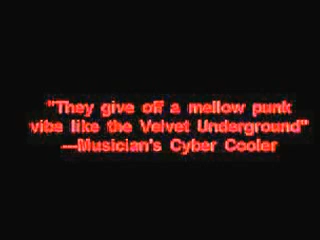 "They give off a mellow punk
vibe like the Velvet Underground"
—Musician's Cyber Cooler